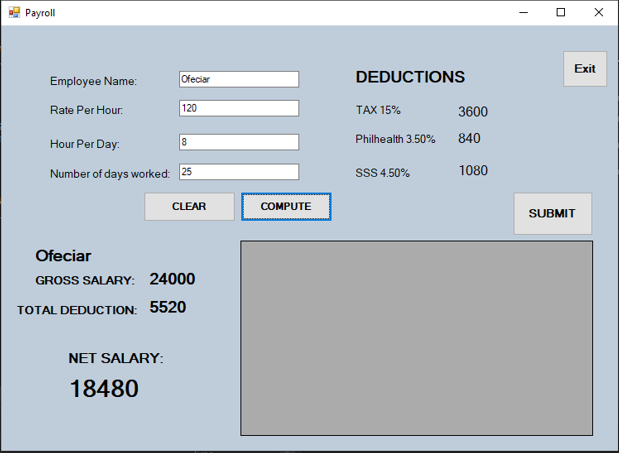 Payroll
Exit
Employee Name: Ofeciar
DEDUCTIONS
Rate Per Hour: 120
TAX 15% 3600
Hour Per Day: 8
Philhealth 3.50% 840
Number of days worked: 25
SSS 4.50% 1080
CLEAR COMPUTE
SUBMIT
Ofeciar
GROSS SALARY: 24000
TOTAL DEDUCTION: 5520
NET SALARY:
18480